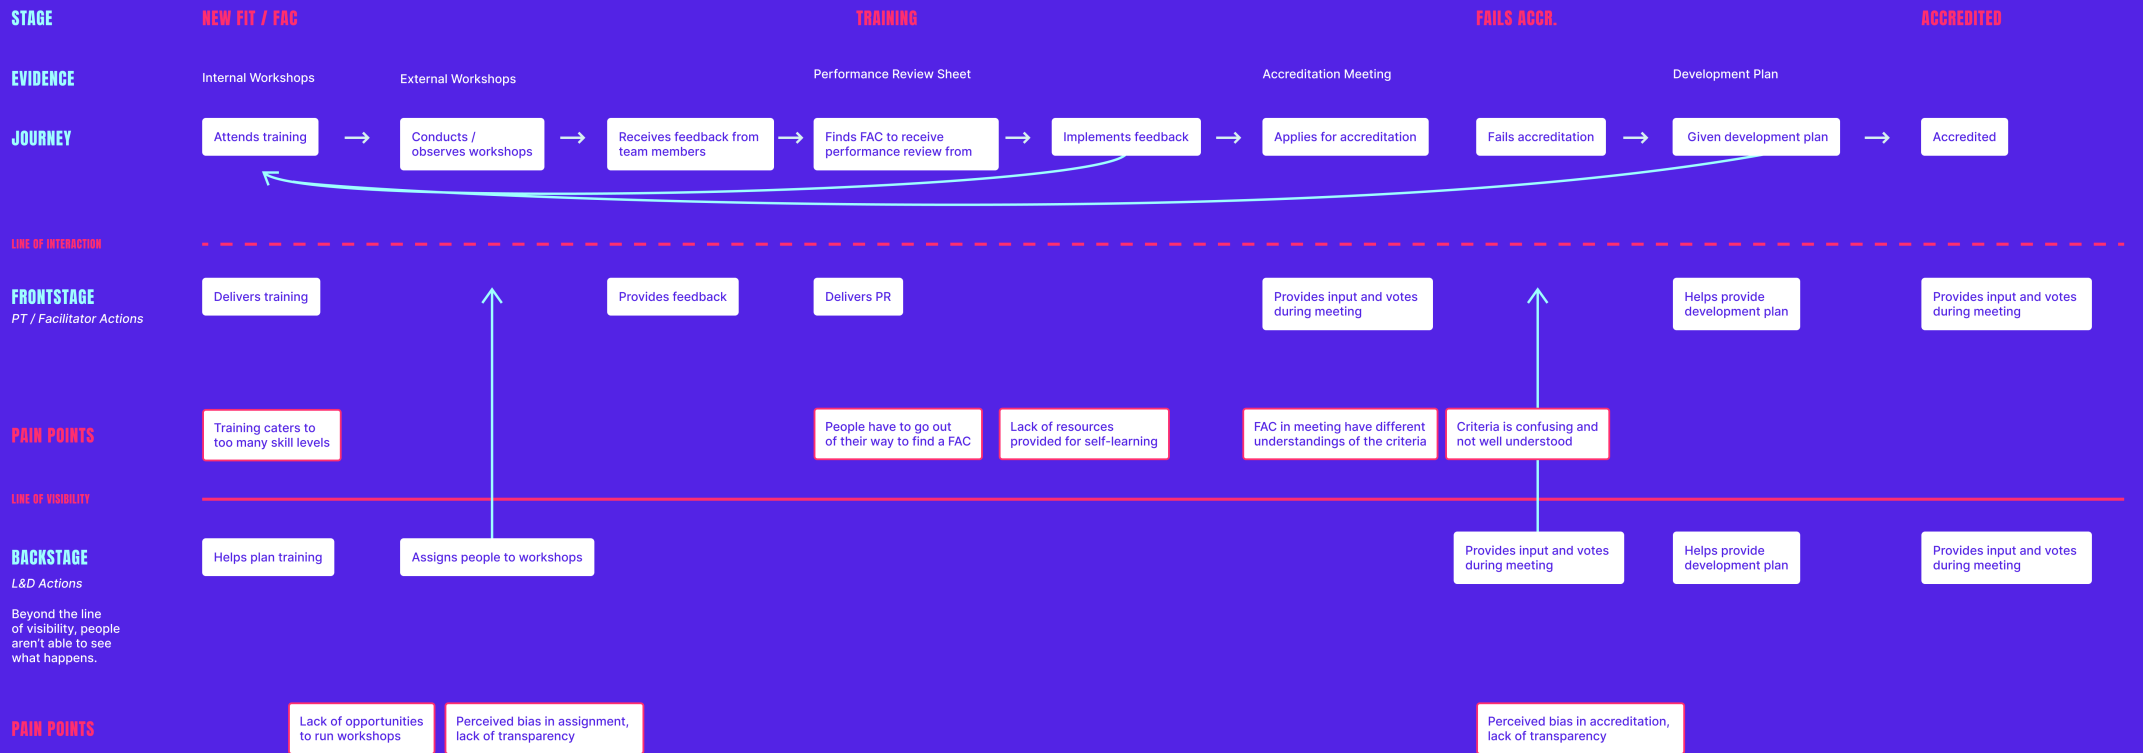 STAGE
NEW FIT / FAC
TRAINING
FAILS ACCR.
ACCREDITED
EVIDENCE
Internal Workshops
External Workshops
Performance Review Sheet
Accreditation Meeting
Development Plan
JOURNEY
Attends training
Conducts /
observes workshops
Receives feedback from
team members
Finds FAC to receive
performance review from
Implements feedback
Applies for accreditation
Fails accreditation
Given development plan
Accredited
LINE OF INTERACTION
FRONTSTAGE
PT / Facilitator Actions
Delivers training
Provides feedback
Delivers PR
Provides input and votes
during meeting
Helps provide
development plan
Provides input and votes
during meeting
PAIN POINTS
Training caters to
too many skill levels
People have to go out
of their way to find a FAC
Lack of resources
provided for self-learning
FAC in meeting have different
understandings of the criteria
Criteria is confusing and
not well understood
LINE OF VISIBILITY
BACKSTAGE
L&D Actions
Beyond the line
of visibility, people
aren't able to see
what happens.
Helps plan training
Assigns people to workshops
Provides input and votes
during meeting
Helps provide
development plan
Provides input and votes
during meeting
PAIN POINTS
Lack of opportunities
to run workshops
Perceived bias in assignment,
lack of transparency
Perceived bias in accreditation,
lack of transparency